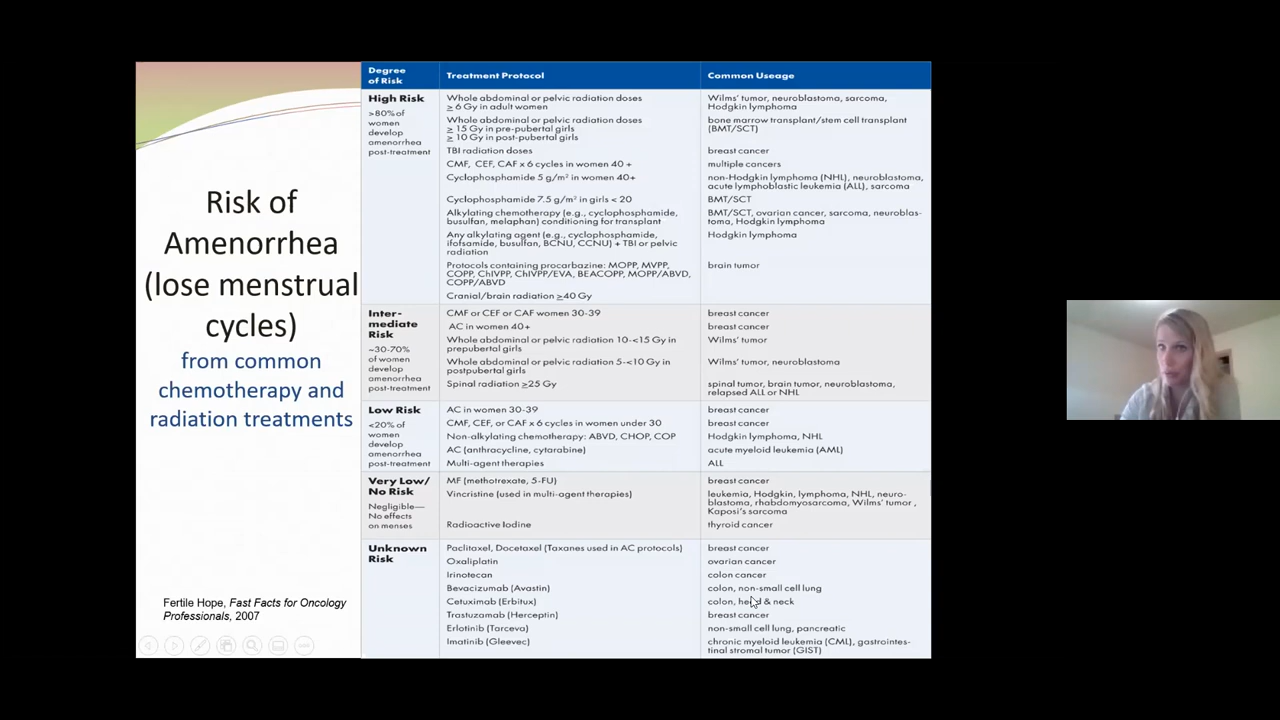 Risk of
Amenorrhea
(lose menstrual
cycles)
from common
chemotherapy and
radiation treatments
Fertile Hope, Fast Facts for Oncology
Professionals, 2007
Degree
of Risk
Treatment Protocol
Common Useage
High Risk
>80% of
women
develop
amenorrhea
post-treatment
Whole abdominal or pelvic radiation doses
≥ 6 Gy in adult women
Whole abdominal or pelvic radiation doses
≥ 15 Gy in pre-pubertal girls
≥ 10 Gy in post-pubertal girls
TBI radiation doses
CMF, CEF, CAF x 6 cycles in women 40 +
Cyclophosphamide 5 g/m² in women 40+
Cyclophosphamide 7.5 g/m² in girls < 20
Alkylating chemotherapy (e.g., cyclophosphamide,
busulfan, melaphan) conditioning for transplant
Any alkylating agent (e.g., cyclophosphamide,
ifofsamide, busulfan, BCNU, CCNU) + TBI or pelvic
radiation
Protocols containing procarbazine: MOPP, MVPP,
COPP, ChIVPP, ChIVPP/EVA, BEACOPP, MOPP/ABVD,
COPP/ABVD
Cranial/brain radiation ≥40 Gy
Wilms' tumor, neuroblastoma, sarcoma,
Hodgkin lymphoma
bone marrow transplant/stem cell transplant
(BMT/SCT)
breast cancer
multiple cancers
non-Hodgkin lymphoma (NHL), neuroblastoma,
acute lymphoblastic leukemia (ALL), sarcoma
BMT/SCT
BMT/SCT, ovarian cancer, sarcoma, neuroblas-
toma, Hodgkin lymphoma
Hodgkin lymphoma
brain tumor
Inter-
mediate
Risk
~30-70%
of women
develop
amenorrhea
post-treatment
CMF or CEF or CAF women 30-39
AC in women 40+
Whole abdominal or pelvic radiation 10-<15 Gy in
prepubertal girls
Whole abdominal or pelvic radiation 5-<10 Gy in
postpubertal girls
Spinal radiation ≥25 Gy
breast cancer
breast cancer
Wilms' tumor
Wilms' tumor, neuroblastoma
spinal tumor, brain tumor, neuroblastoma,
relapsed ALL or NHL
Low Risk
<20% of
women
develop
amenorrhea
post-treatment
AC in women 30-39
CMF, CEF, or CAF x 6 cycles in women under 30
Non-alkylating chemotherapy: ABVD, CHOP, COP
AC (anthracycline, cytarabine)
Multi-agent therapies
breast cancer
breast cancer
Hodgkin lymphoma, NHL
acute myeloid leukemia (AML)
ALL
Very Low/
No Risk
Negligible—
No effects
on menses
MF (methotrexate, 5-FU)
Vincristine (used in multi-agent therapies)
Radioactive Iodine
breast cancer
leukemia, Hodgkin, lymphoma, NHL, neuro-
blastoma, rhabdomyosarcoma, Wilms' tumor ,
Kaposi's sarcoma
thyroid cancer
Unknown
Risk
Paclitaxel, Docetaxel (Taxanes used in AC protocols)
Oxaliplatin
Irinotecan
Bevacizumab (Avastin)
Cetuximab (Erbitux)
Trastuzumab (Herceptin)
Erlotinib (Tarceva)
Imatinib (Gleevec)
breast cancer
ovarian cancer
colon cancer
colon, non-small cell lung
colon, head & neck
breast cancer
non-small cell lung, pancreatic
chronic myeloid leukemia (CML), gastrointes-
tinal stromal tumor (GIST)